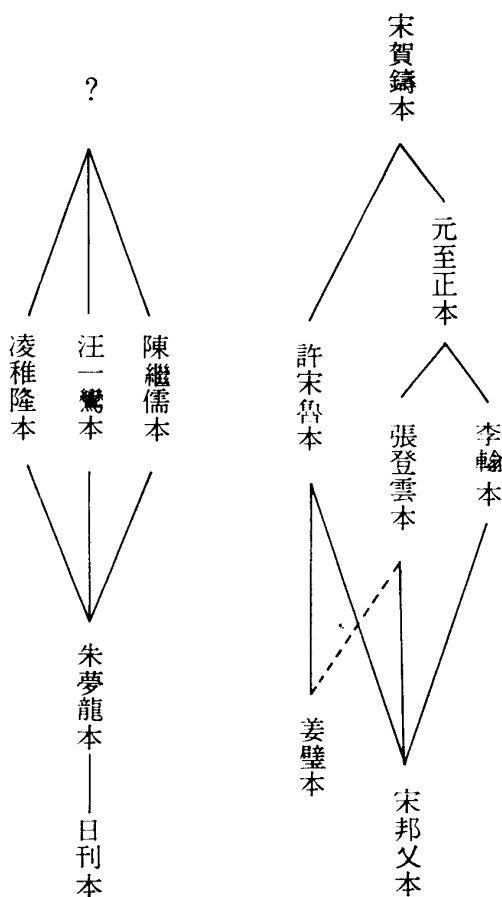 宋賀鑄本
元至正本
李翰本
張登雲本
許宋魯本
宋邦乂本
姜璧本
?
陳繼儒本
汪一鸞本
凌稚隆本
朱夢龍本
日刊本